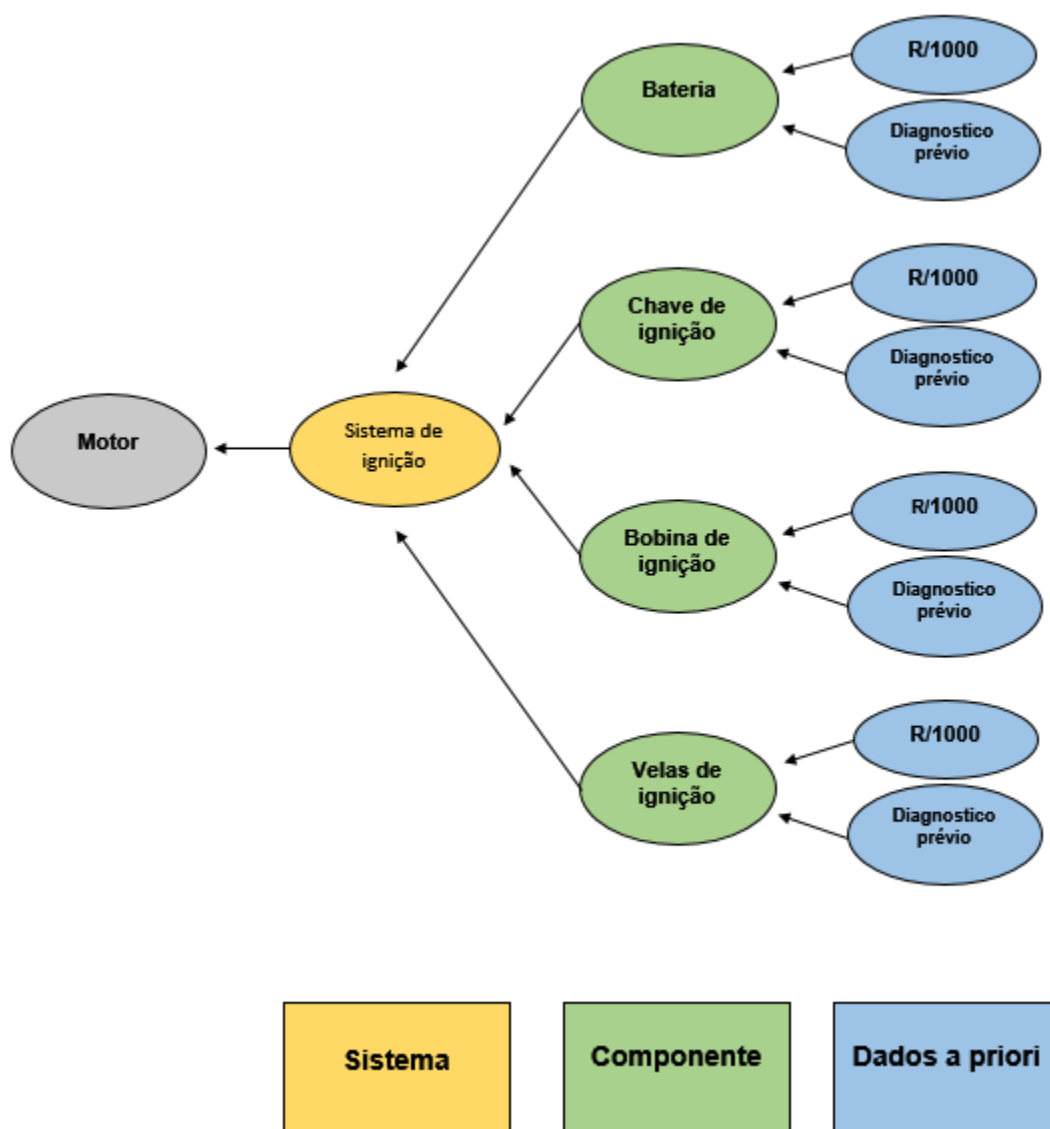 R/1000
Bateria
Diagnostico
prévio
R/1000
Chave de
ignição
Diagnostico
prévio
Motor
Sistema de
ignição
R/1000
Bobina de
ignição
Diagnostico
prévio
R/1000
Velas de
ignição
Diagnostico
prévio
Sistema
Componente
Dados a priori